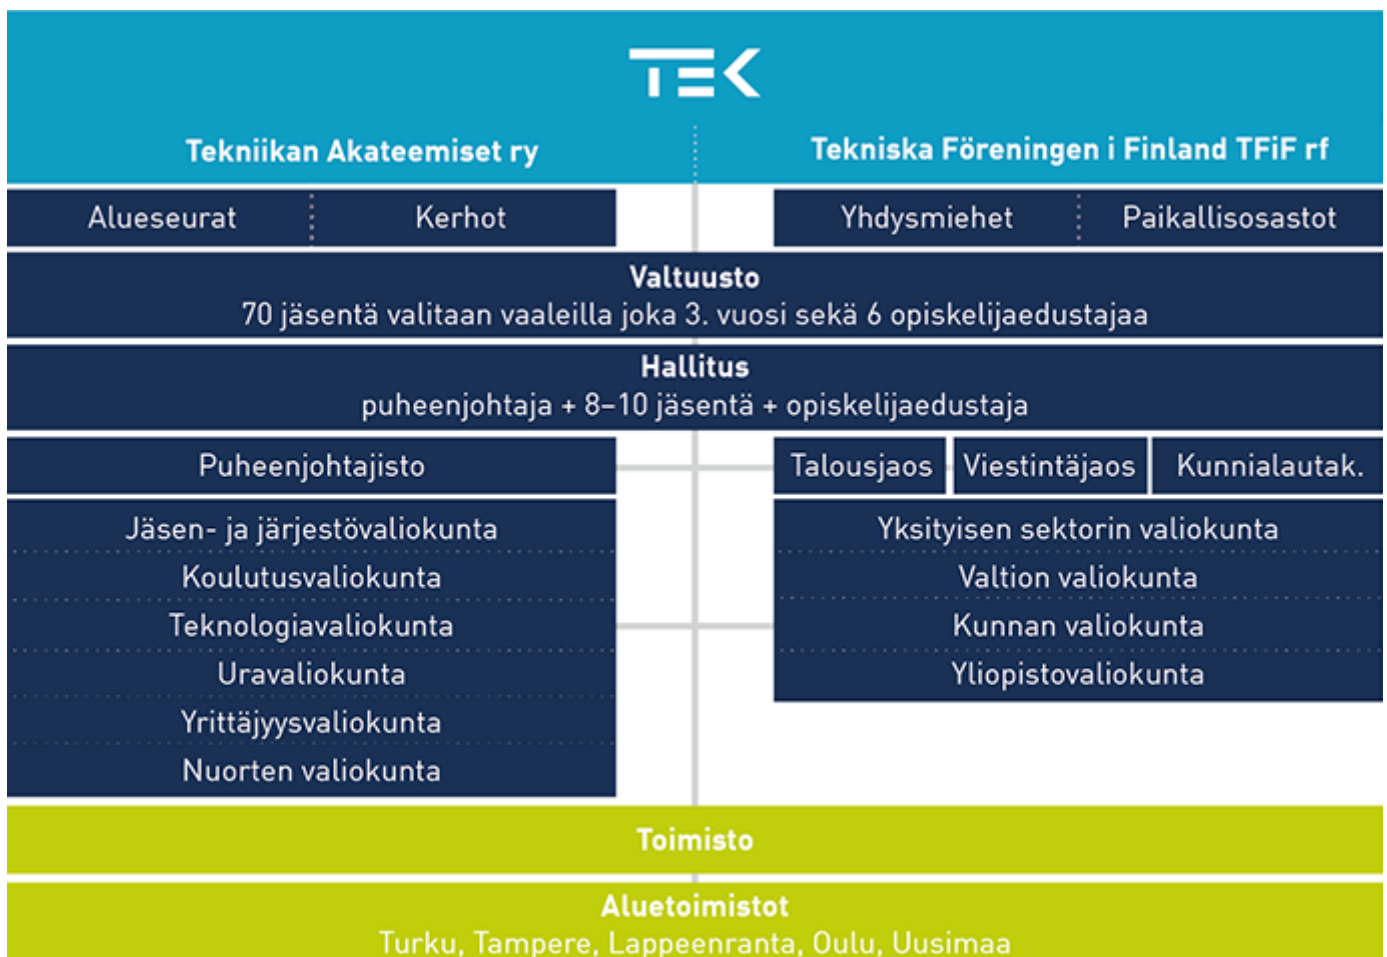 TEK
Tekniikan Akateemiset ry
Tekniska Föreningen i Finland TFiF rf
Alueseurat
Kerhot
Yhdysmiehet
Paikallisosastot
Valtuusto
70 jäsentä valitaan vaaleilla joka 3. vuosi sekä 6 opiskelijaedustajaa
Hallitus
puheenjohtaja + 8–10 jäsentä + opiskelijaedustaja
Puheenjohtajisto
Talousjaos
Viestintäjaos
Kunnialautak.
Jäsen- ja järjestövaliokunta
Koulutusvaliokunta
Teknologiavaliokunta
Uravaliokunta
Yrittäjyysvaliokunta
Nuorten valiokunta
Yksityisen sektorin valiokunta
Valtion valiokunta
Kunnan valiokunta
Yliopistovaliokunta
Toimisto
Aluetoimistot
Turku, Tampere, Lappeenranta, Oulu, Uusimaa